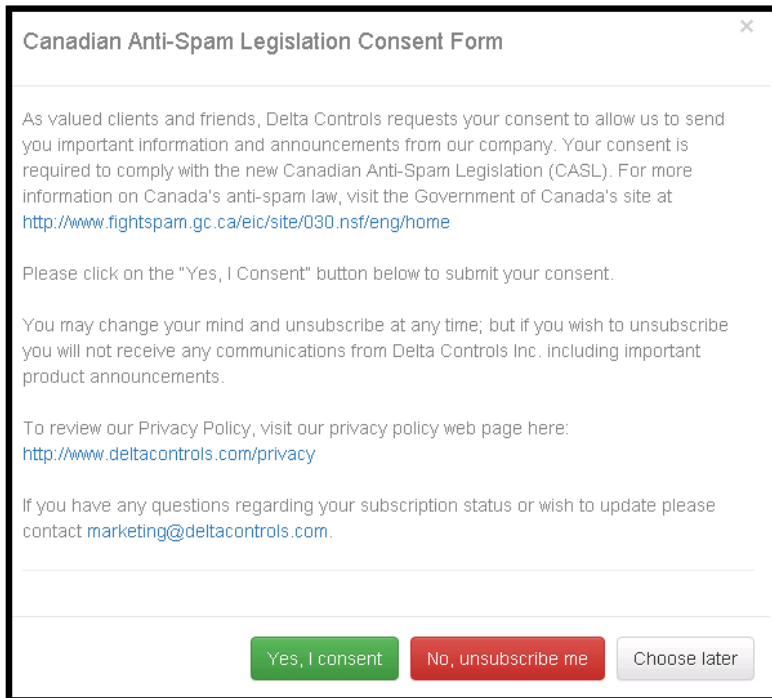 Canadian Anti-Spam Legislation Consent Form
×
As valued clients and friends, Delta Controls requests your consent to allow us to send
you important information and announcements from our company. Your consent is
required to comply with the new Canadian Anti-Spam Legislation (CASL). For more
information on Canada's anti-spam law, visit the Government of Canada's site at
http://www.fightspam.gc.ca/eic/site/030.nsf/eng/home
Please click on the "Yes, I Consent" button below to submit your consent.
You may change your mind and unsubscribe at any time; but if you wish to unsubscribe
you will not receive any communications from Delta Controls Inc. including important
product announcements.
To review our Privacy Policy, visit our privacy policy web page here:
http://www.deltacontrols.com/privacy
If you have any questions regarding your subscription status or wish to update please
contact marketing@deltacontrols.com.
Yes, I consent
No, unsubscribe me
Choose later